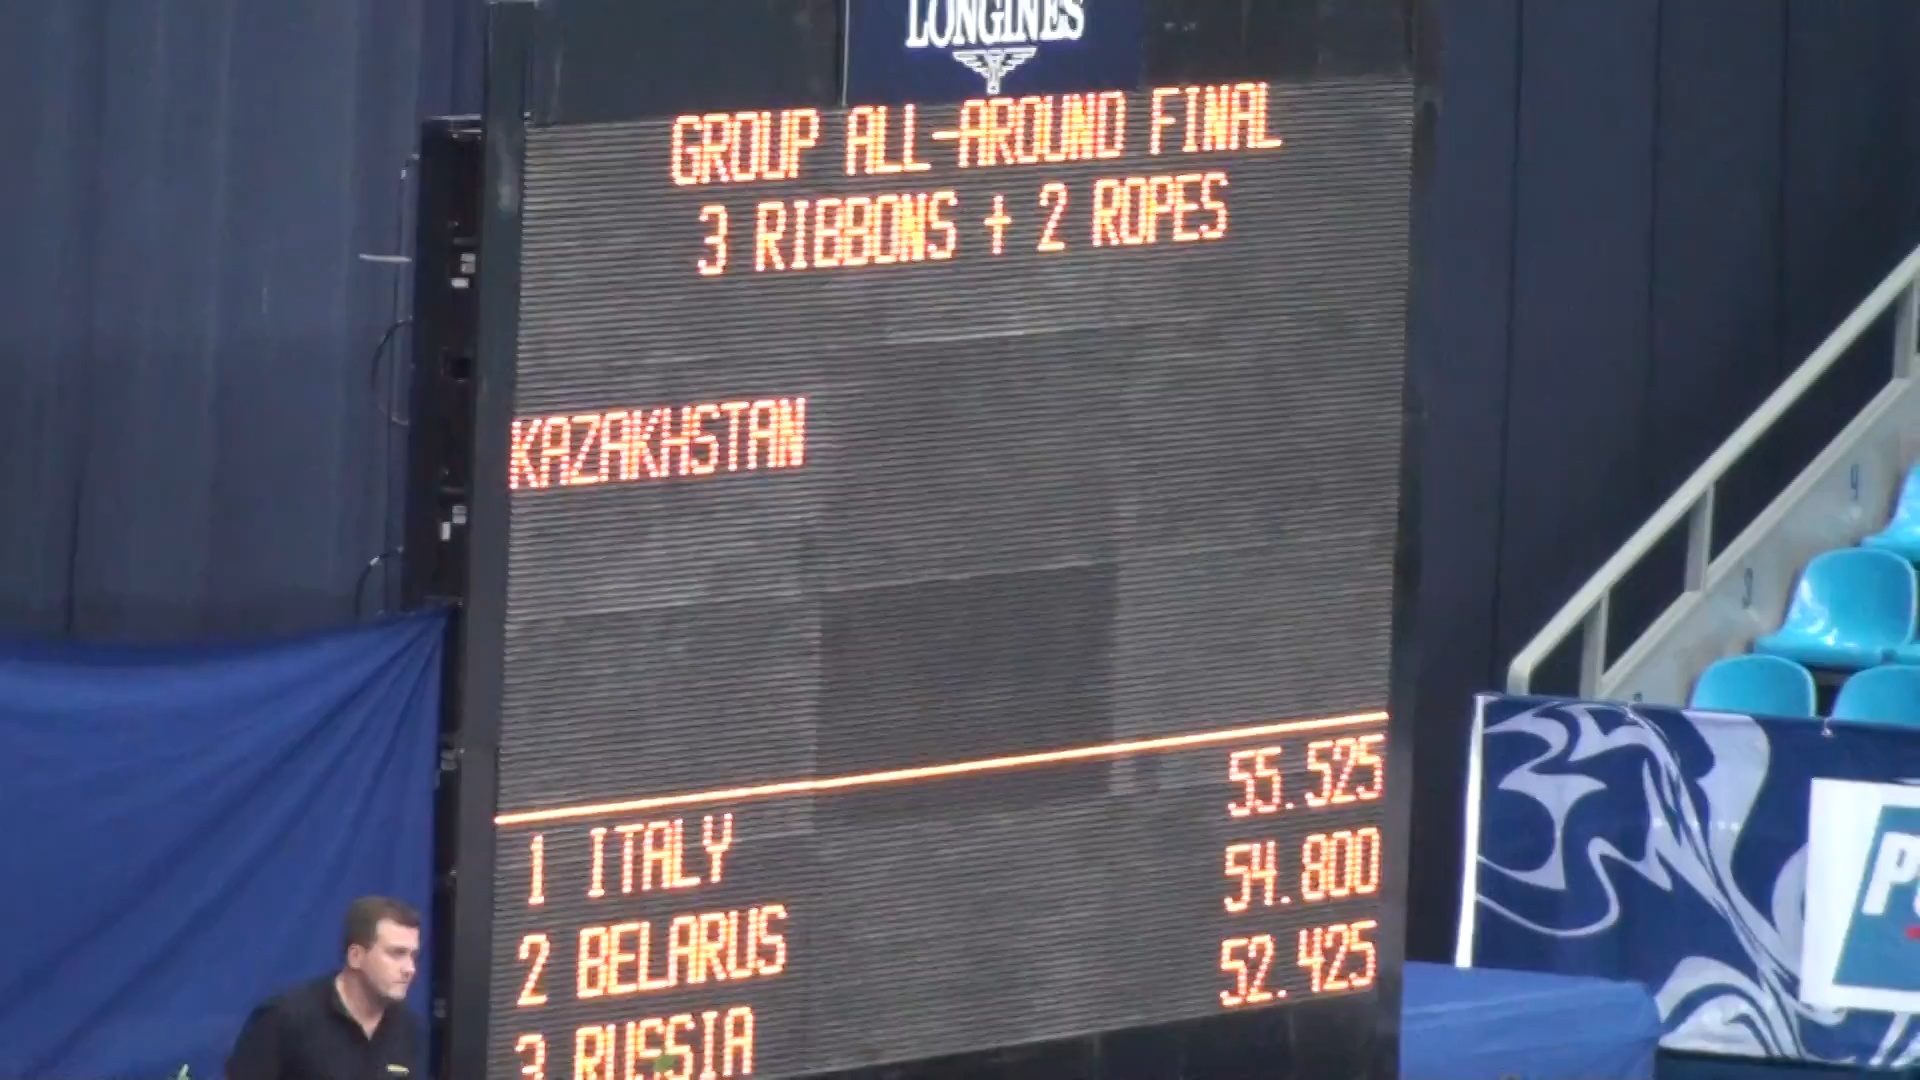 LONGINES
GROUP ALL-AROUND FINAL
3 RIBBONS + 2 ROPES
KAZAKHSTAN
1 ITALY 55.525
2 BELARUS 54.800
3 RUSSIA 52.425